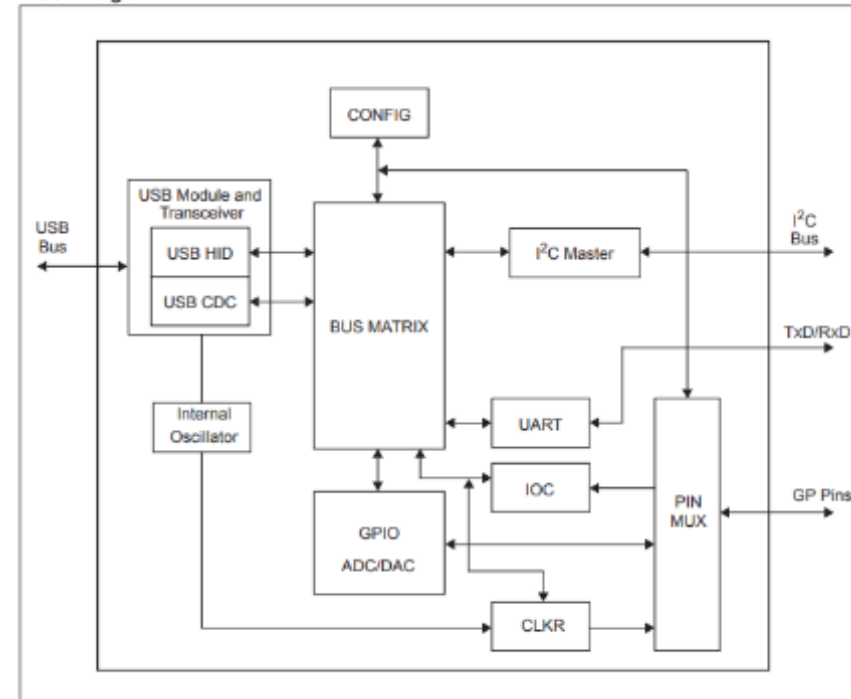 CONFIG
USB Module and
Transceiver
USB
Bus
USB HID
USB CDC
BUS MATRIX
I²C Master
I²C
Bus
TxD/RxD
Internal
Oscillator
UART
IOC
GPIO
ADC/DAC
PIN
MUX
GP Pins
CLKR